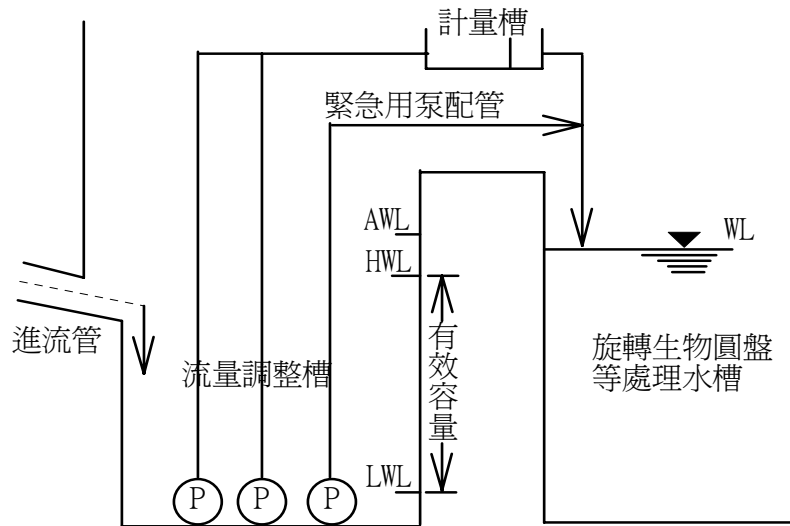 計量槽
緊急用泵配管
AWL
WL
HWL
進流管
流量調整槽
有效容量
旋轉生物圓盤
等處理水槽
LWL
P
P
P